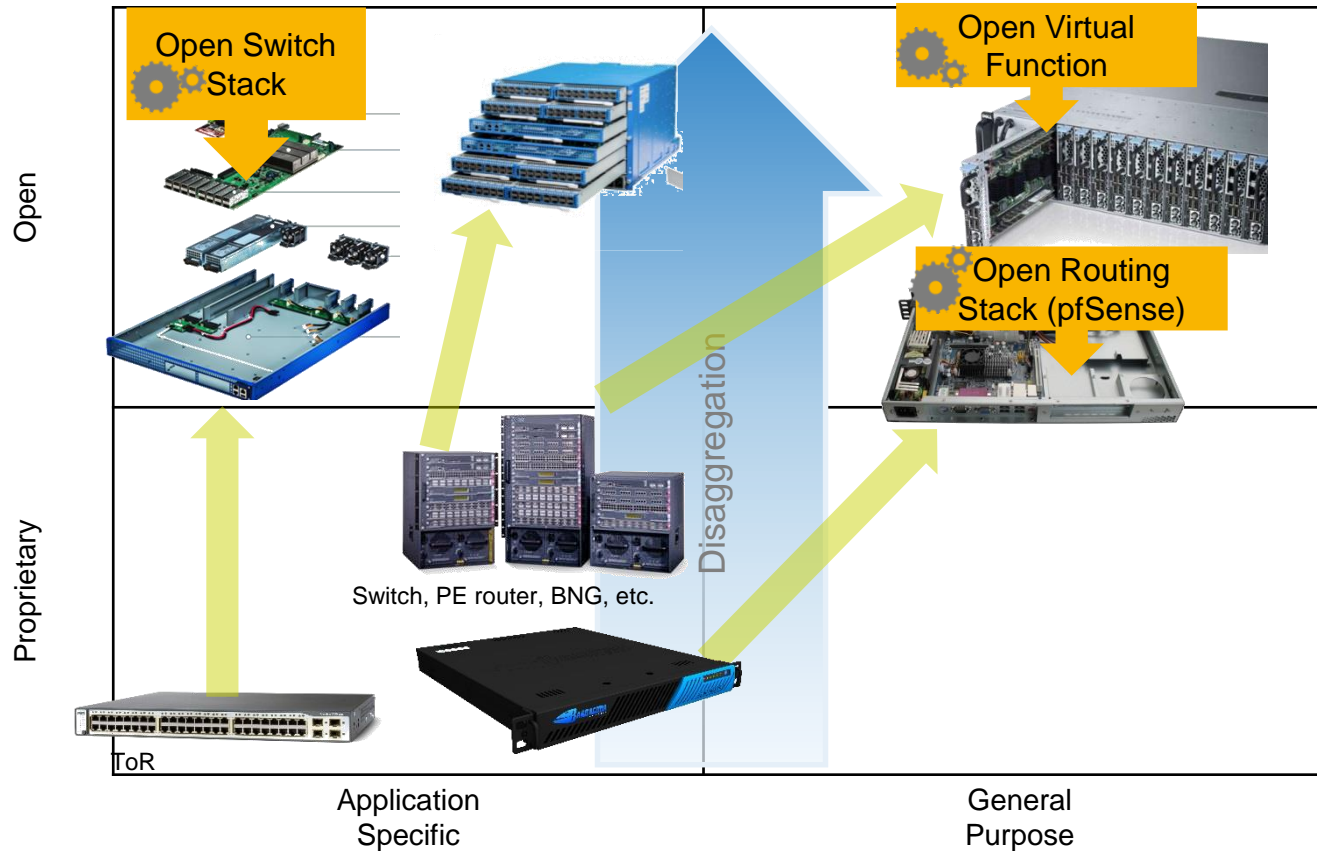 Open Switch
Stack
Open Virtual
Function
Open
Open Routing
Stack (pfSense)
Disaggregation
Switch, PE router, BNG, etc.
Proprietary
ToR
Application
Specific
General
Purpose